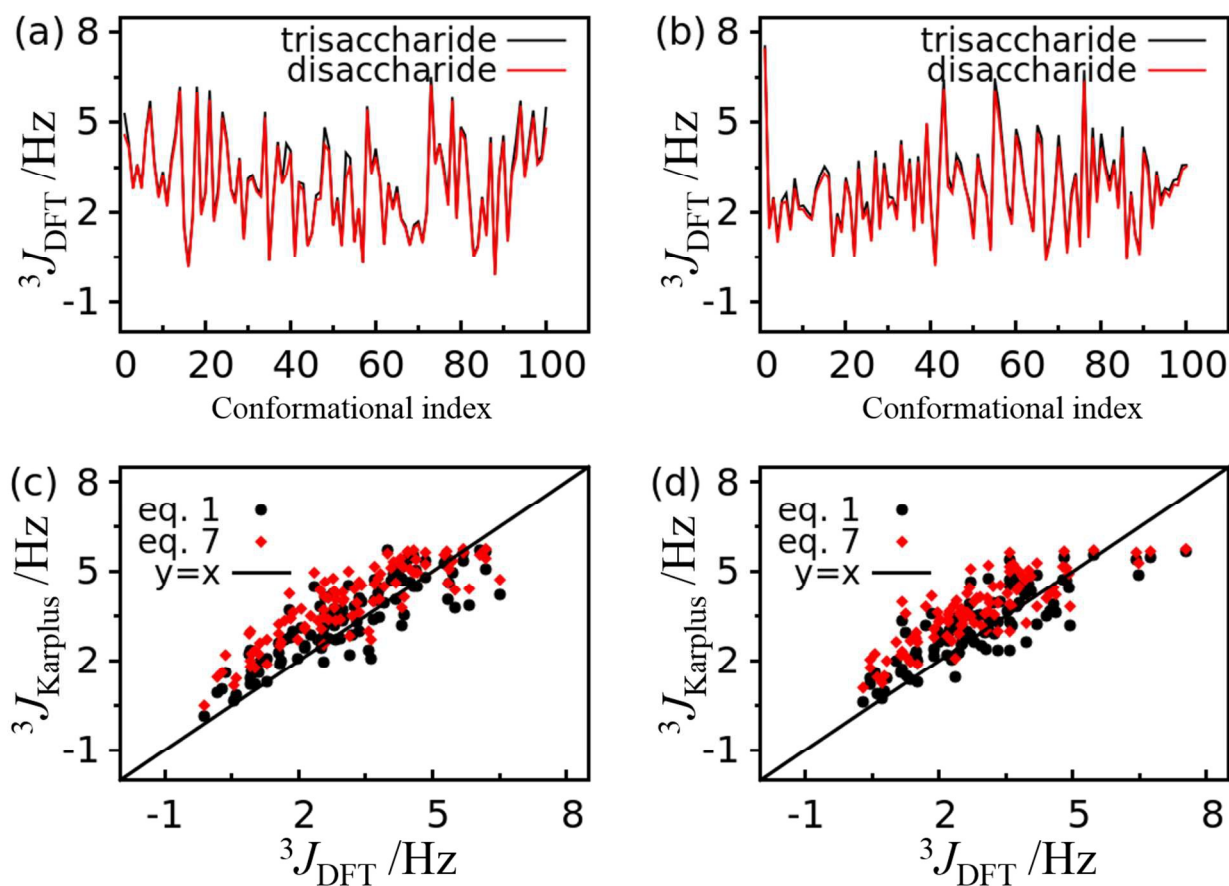 (a)
trisaccharide
disaccharide
8
5
2
-1
³J_DFT /Hz
0 20 40 60 80 100
Conformational index
(b)
trisaccharide
disaccharide
8
5
2
-1
³J_DFT /Hz
0 20 40 60 80 100
Conformational index
(c)
eq. 1
eq. 7
y=x
8
5
2
-1
³J_Karplus /Hz
-1 2 5 8
³J_DFT /Hz
(d)
eq. 1
eq. 7
y=x
8
5
2
-1
³J_Karplus /Hz
-1 2 5 8
³J_DFT /Hz